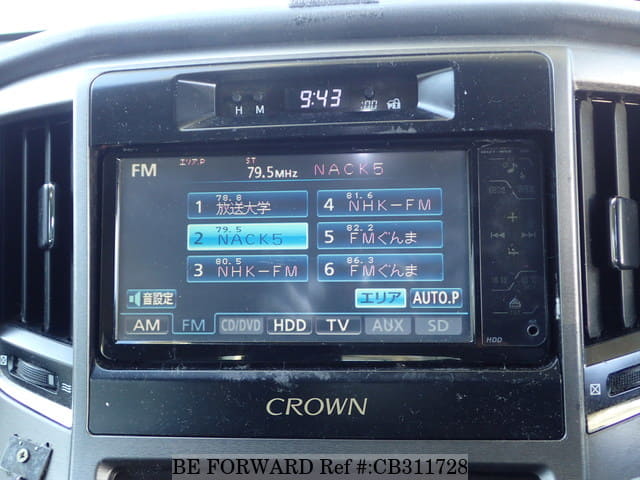 9:43
H M :00
FM エリア.P ST 79.5MHz NACK5
78.8
1 放送大学
81.6
4 NHK-FM
79.5
2 NACK5
82.2
5 FMぐんま
80.5
3 NHK-FM
86.3
6 FMぐんま
音設定 エリア AUTO.P
AM FM CD/DVD HDD TV AUX SD
HDD
CROWN
BE FORWARD Ref #:CB311728